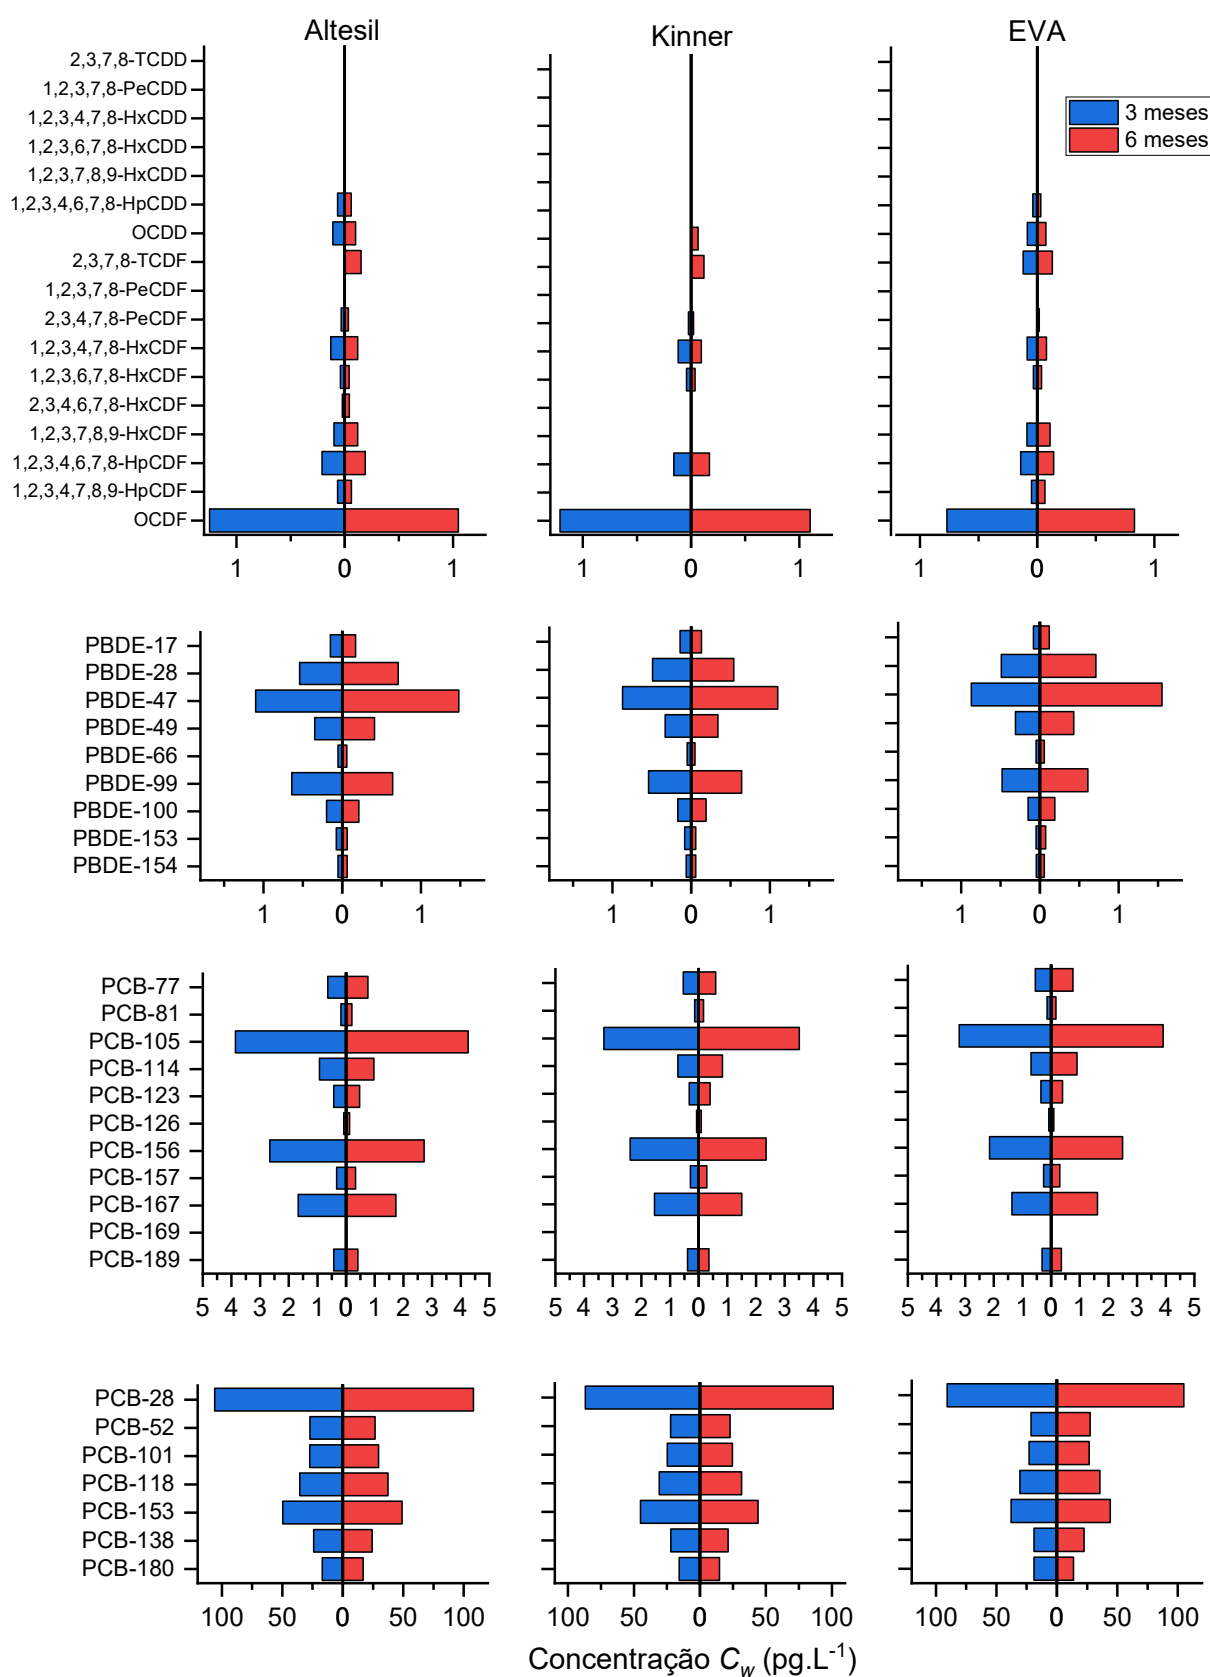 Altesil
Kinner
EVA
3 meses
6 meses
2,3,7,8-TCDD
1,2,3,7,8-PeCDD
1,2,3,4,7,8-HxCDD
1,2,3,6,7,8-HxCDD
1,2,3,7,8,9-HxCDD
1,2,3,4,6,7,8-HpCDD
OCDD
2,3,7,8-TCDF
1,2,3,7,8-PeCDF
2,3,4,7,8-PeCDF
1,2,3,4,7,8-HxCDF
1,2,3,6,7,8-HxCDF
2,3,4,6,7,8-HxCDF
1,2,3,7,8,9-HxCDF
1,2,3,4,6,7,8-HpCDF
1,2,3,4,7,8,9-HpCDF
OCDF
1 0 1 1 0 1 1 0 1
PBDE-17
PBDE-28
PBDE-47
PBDE-49
PBDE-66
PBDE-99
PBDE-100
PBDE-153
PBDE-154
1 0 1 1 0 1 1 0 1
PCB-77
PCB-81
PCB-105
PCB-114
PCB-123
PCB-126
PCB-156
PCB-157
PCB-167
PCB-169
PCB-189
5 4 3 2 1 0 1 2 3 4 5 5 4 3 2 1 0 1 2 3 4 5 5 4 3 2 1 0 1 2 3 4 5
PCB-28
PCB-52
PCB-101
PCB-118
PCB-153
PCB-138
PCB-180
100 50 0 50 100 100 50 0 50 100 100 50 0 50 100
Concentração C_w (pg.L⁻¹)